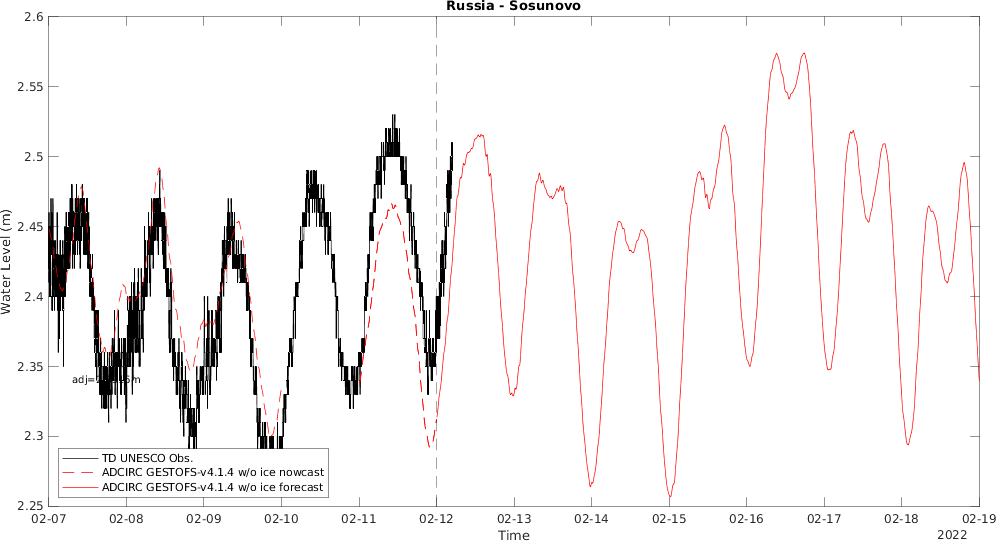 Russia - Sosunovo
2.6
2.55
2.5
2.45
2.4
2.35
2.3
2.25
Water Level (m)
TD UNESCO Obs.
ADCIRC GESTOFS-v4.1.4 w/o ice nowcast
ADCIRC GESTOFS-v4.1.4 w/o ice forecast
02-07 02-08 02-09 02-10 02-11 02-12 02-13 02-14 02-15 02-16 02-17 02-18 02-19
Time
2022